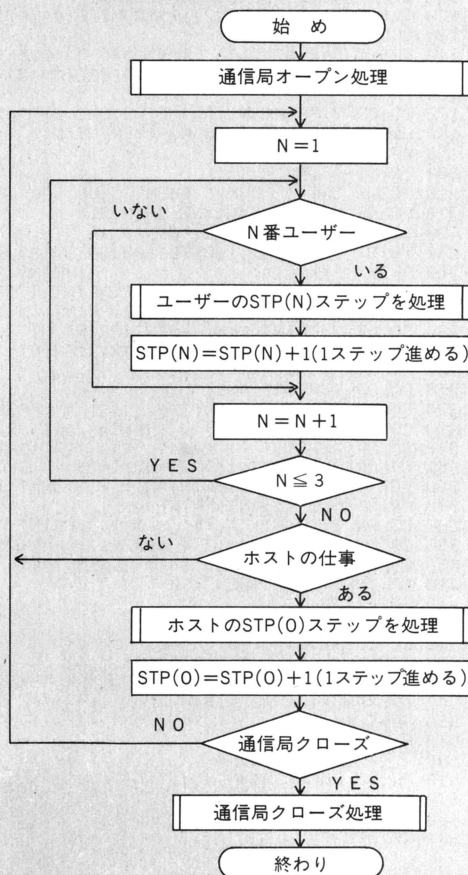 始 め
通信局オープン処理
N＝1
いない
N番ユーザー
いる
ユーザーのSTP(N)ステップを処理
STP(N)＝STP(N)＋1(1ステップ進める)
N＝N＋1
YES
N≦3
NO
ない
ホストの仕事
ある
ホストのSTP(0)ステップを処理
STP(0)＝STP(0)＋1(1ステップ進める)
NO
通信局クローズ
YES
通信局クローズ処理
終わり